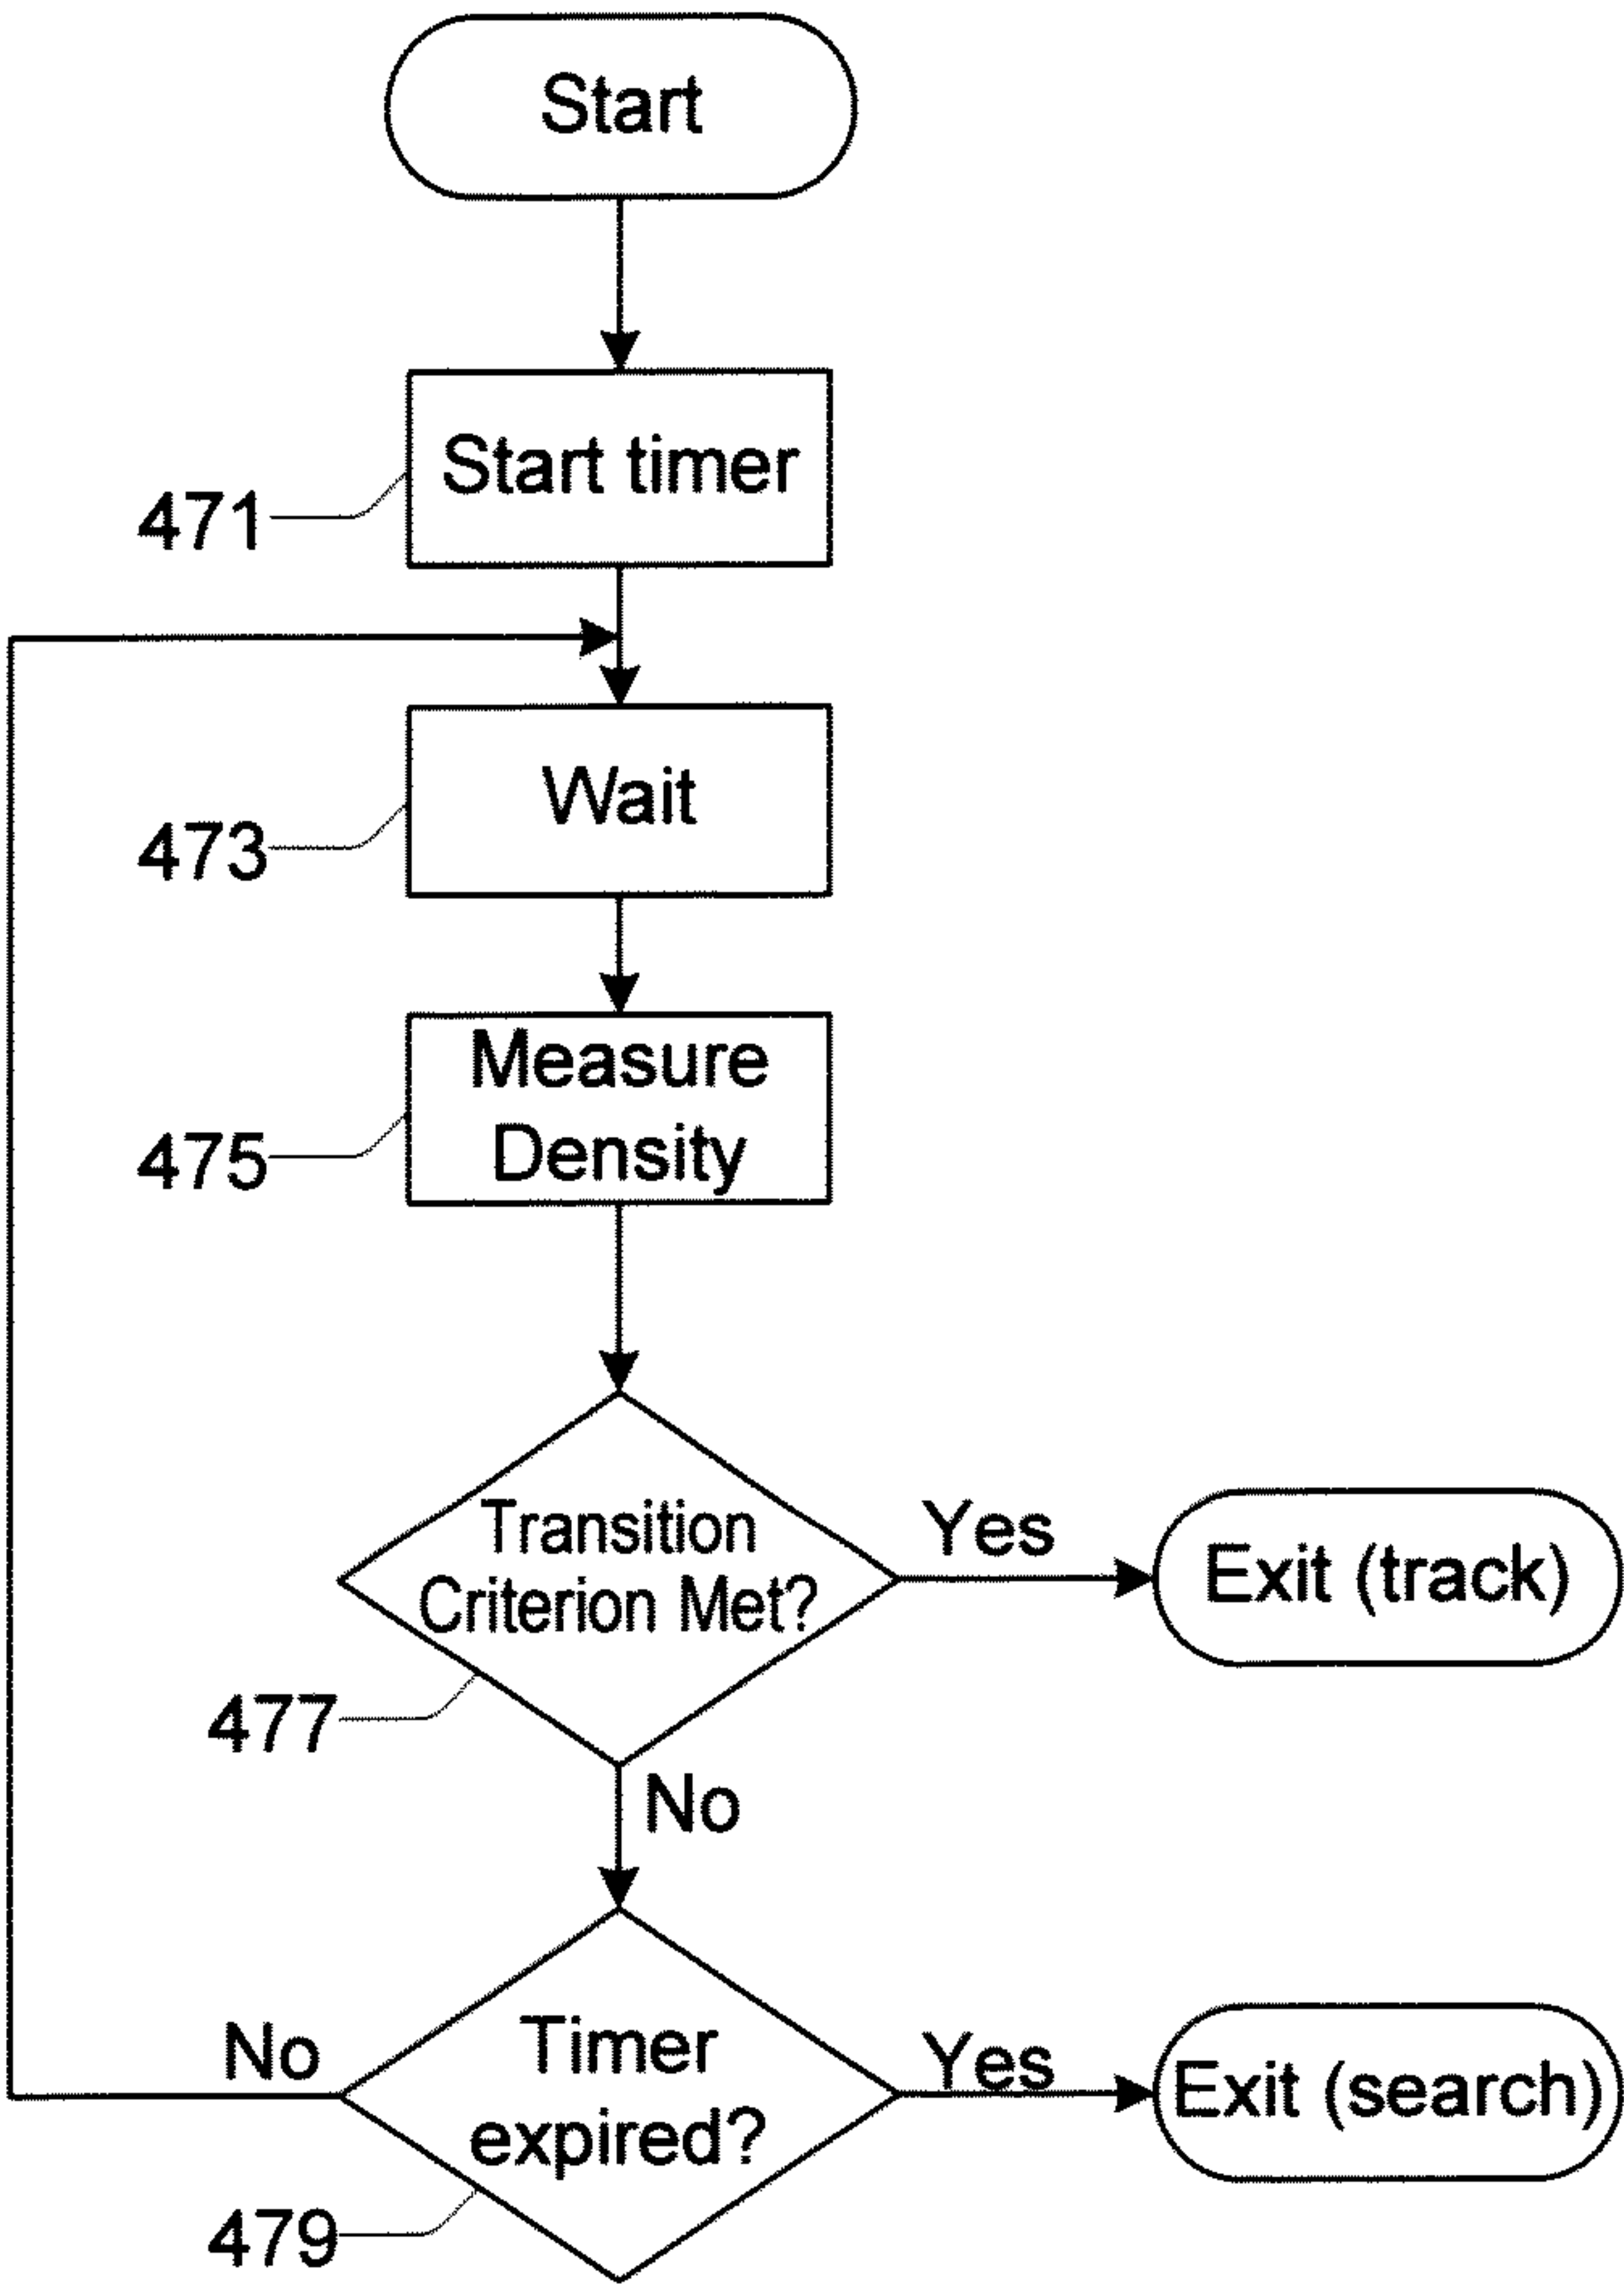 Start
Start timer
471
Wait
473
Measure
Density
475
Transition
Criterion Met?
Yes
Exit (track)
477
No
Timer
expired?
No
Yes
Exit (search)
479